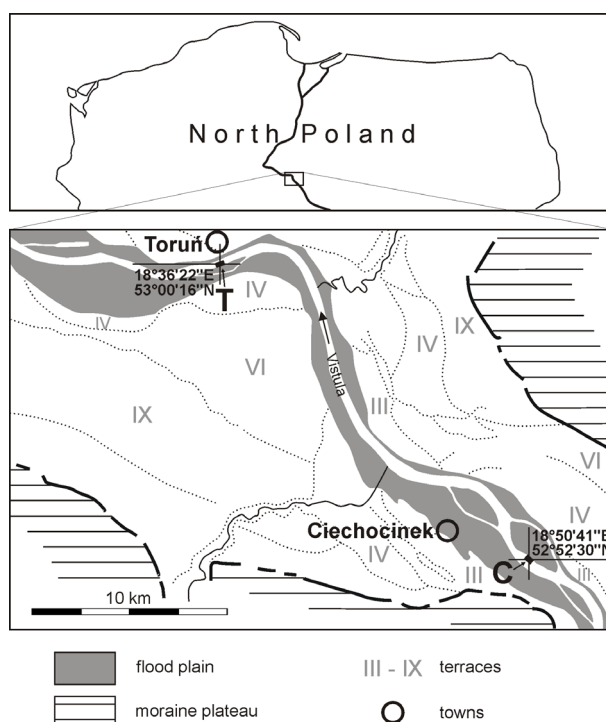 North Poland
Toruń
18°36'22"E
53°00'16"N
T
IV
IV
IV
IX
VI
IX
Vistula
III
VI
IV
Ciechocinek
18°50'41"E
52°52'30"N
IV
C
III
III
10 km
flood plain
III - IX terraces
moraine plateau
towns